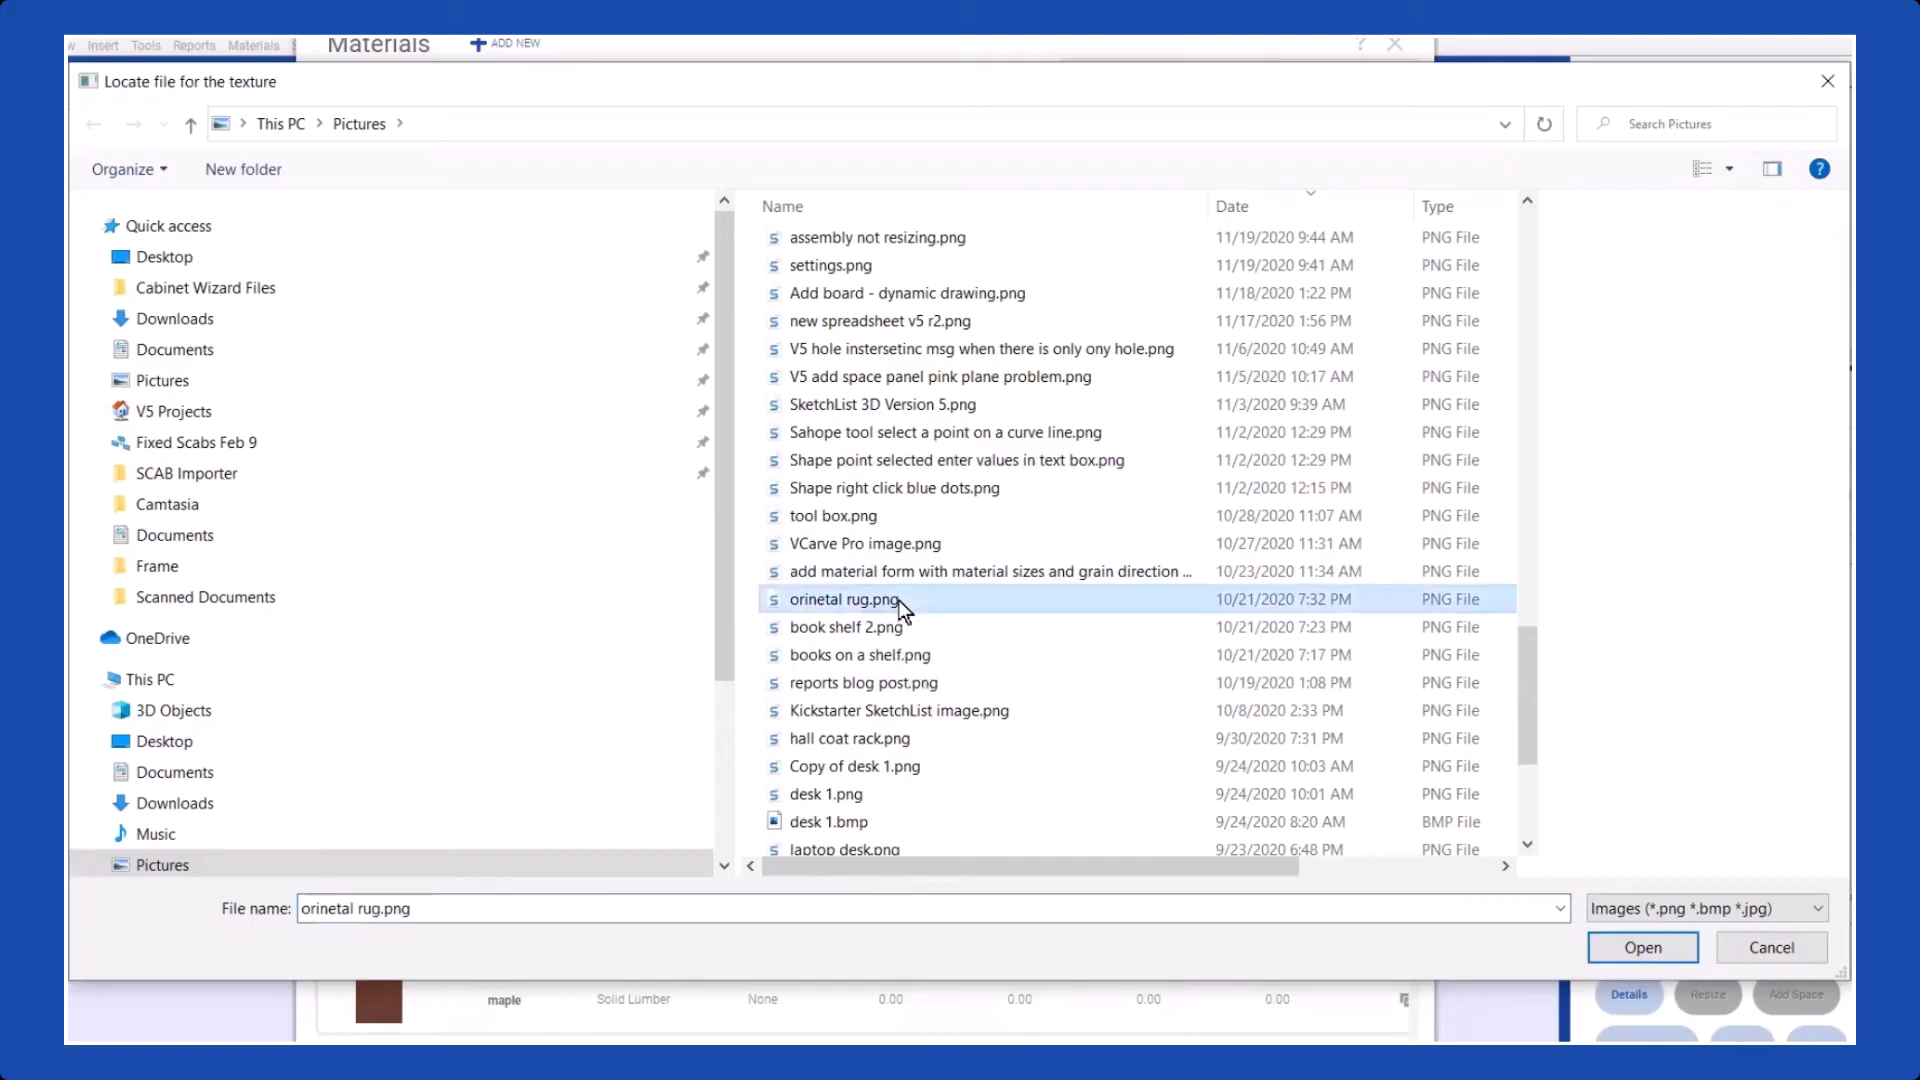 Insert Tools Reports Materials
Materials
ADD NEW
?
Locate file for the texture
This PC > Pictures >
Search Pictures
Organize
New folder
?
Quick access
Desktop
Cabinet Wizard Files
Downloads
Documents
Pictures
V5 Projects
Fixed Scabs Feb 9
SCAB Importer
Camtasia
Documents
Frame
Scanned Documents
OneDrive
This PC
3D Objects
Desktop
Documents
Downloads
Music
Pictures
Name Date Type
assembly not resizing.png 11/19/2020 9:44 AM PNG File
settings.png 11/19/2020 9:41 AM PNG File
Add board - dynamic drawing.png 11/18/2020 1:22 PM PNG File
new spreadsheet v5 r2.png 11/17/2020 1:56 PM PNG File
V5 hole instersetinc msg when there is only ony hole.png 11/6/2020 10:49 AM PNG File
V5 add space panel pink plane problem.png 11/5/2020 10:17 AM PNG File
SketchList 3D Version 5.png 11/3/2020 9:39 AM PNG File
Sahope tool select a point on a curve line.png 11/2/2020 12:29 PM PNG File
Shape point selected enter values in text box.png 11/2/2020 12:29 PM PNG File
Shape right click blue dots.png 11/2/2020 12:15 PM PNG File
tool box.png 10/28/2020 11:07 AM PNG File
VCarve Pro image.png 10/27/2020 11:31 AM PNG File
add material form with material sizes and grain direction ... 10/23/2020 11:34 AM PNG File
orinetal rug.png 10/21/2020 7:32 PM PNG File
book shelf 2.png 10/21/2020 7:23 PM PNG File
books on a shelf.png 10/21/2020 7:17 PM PNG File
reports blog post.png 10/19/2020 1:08 PM PNG File
Kickstarter SketchList image.png 10/8/2020 2:33 PM PNG File
hall coat rack.png 9/30/2020 7:31 PM PNG File
Copy of desk 1.png 9/24/2020 10:03 AM PNG File
desk 1.png 9/24/2020 10:01 AM PNG File
desk 1.bmp 9/24/2020 8:20 AM BMP File
laptop desk.png 9/23/2020 6:48 PM PNG File
File name: orinetal rug.png
Images (*.png *.bmp *.jpg)
Open
Cancel
maple Solid Lumber None 0.00 0.00 0.00 0.00
Details Resize Add Space